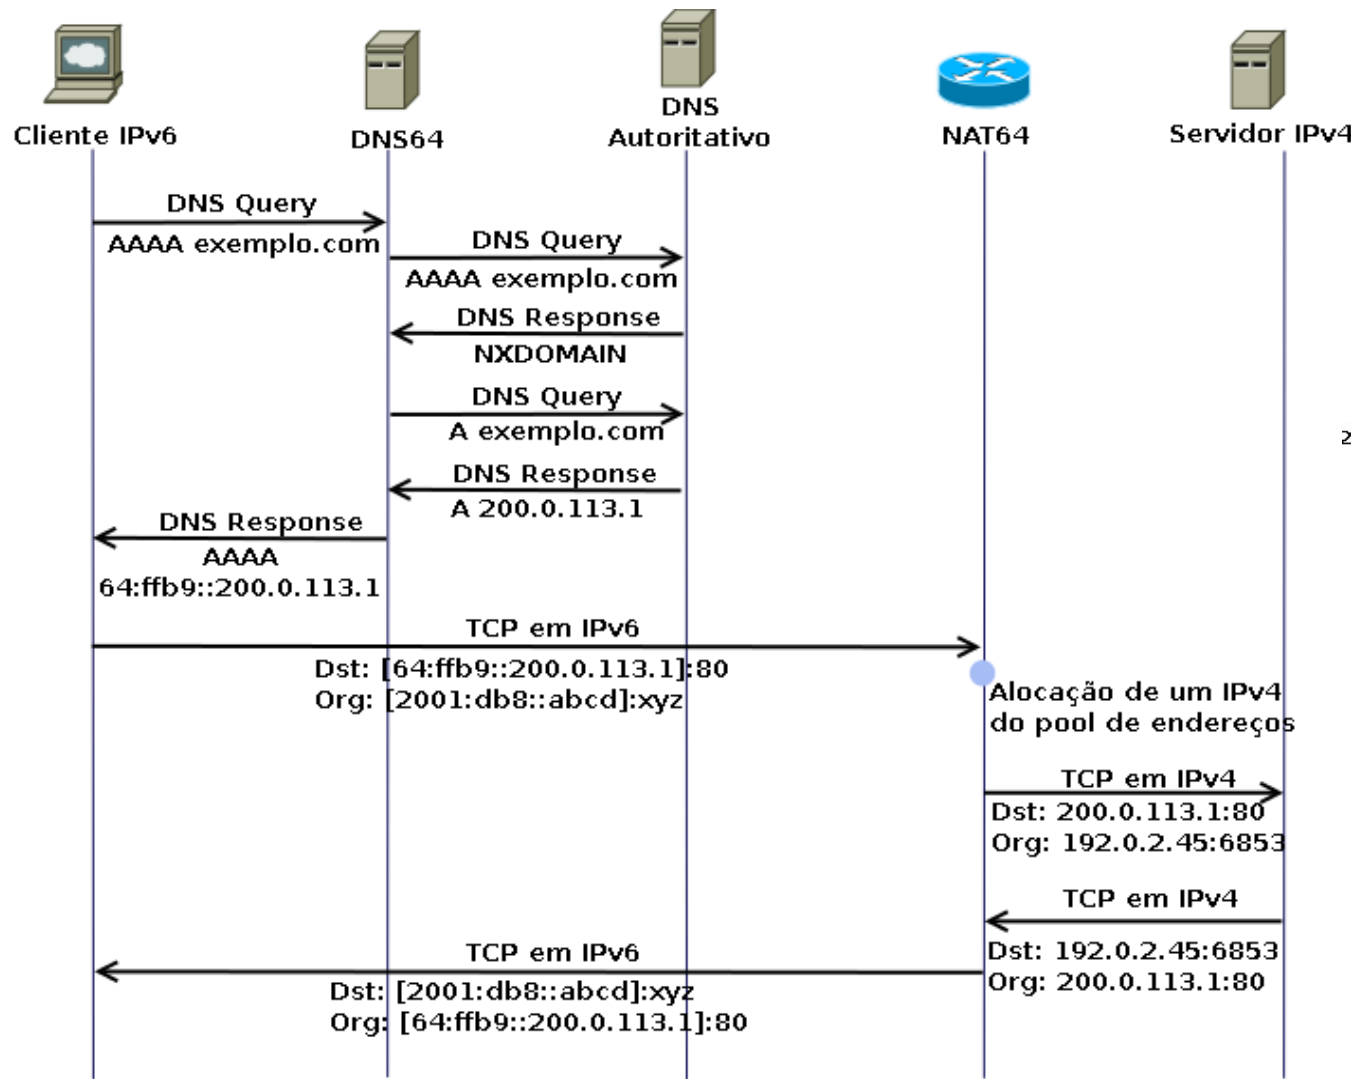 Cliente IPv6
DNS64
DNS
Autoritativo
NAT64
Servidor IPv4
DNS Query
AAAA exemplo.com
DNS Query
AAAA exemplo.com
DNS Response
NXDOMAIN
DNS Query
A exemplo.com
DNS Response
A 200.0.113.1
DNS Response
AAAA
64:ffb9::200.0.113.1
TCP em IPv6
Dst: [64:ffb9::200.0.113.1]:80
Org: [2001:db8::abcd]:xyz
Alocação de um IPv4
do pool de endereços
TCP em IPv4
Dst: 200.0.113.1:80
Org: 192.0.2.45:6853
TCP em IPv4
Dst: 192.0.2.45:6853
Org: 200.0.113.1:80
TCP em IPv6
Dst: [2001:db8::abcd]:xyz
Org: [64:ffb9::200.0.113.1]:80